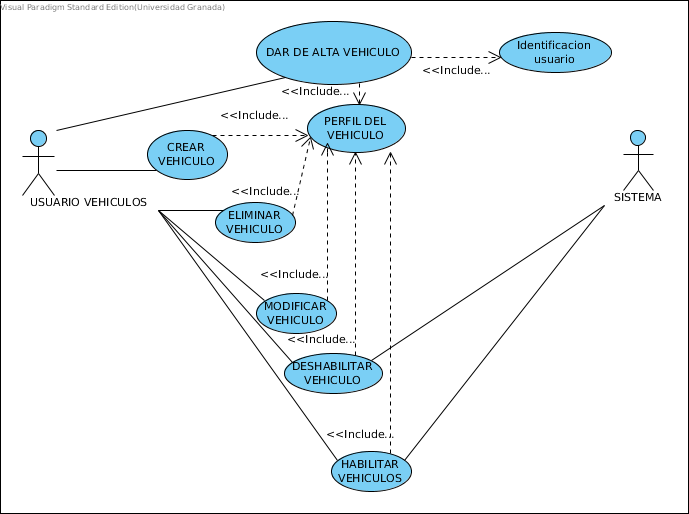 Visual Paradigm Standard Edition(Universidad Granada)
DAR DE ALTA VEHICULO
Identificacion
usuario
<<Include...
<<Include...
<<Include...
PERFIL DEL
VEHICULO
CREAR
VEHICULO
USUARIO VEHICULOS
SISTEMA
<<Include...
ELIMINAR
VEHICULO
<<Include...
MODIFICAR
VEHICULO
<<Include...
DESHABILITAR
VEHICULO
<<Include...
HABILITAR
VEHICULOS